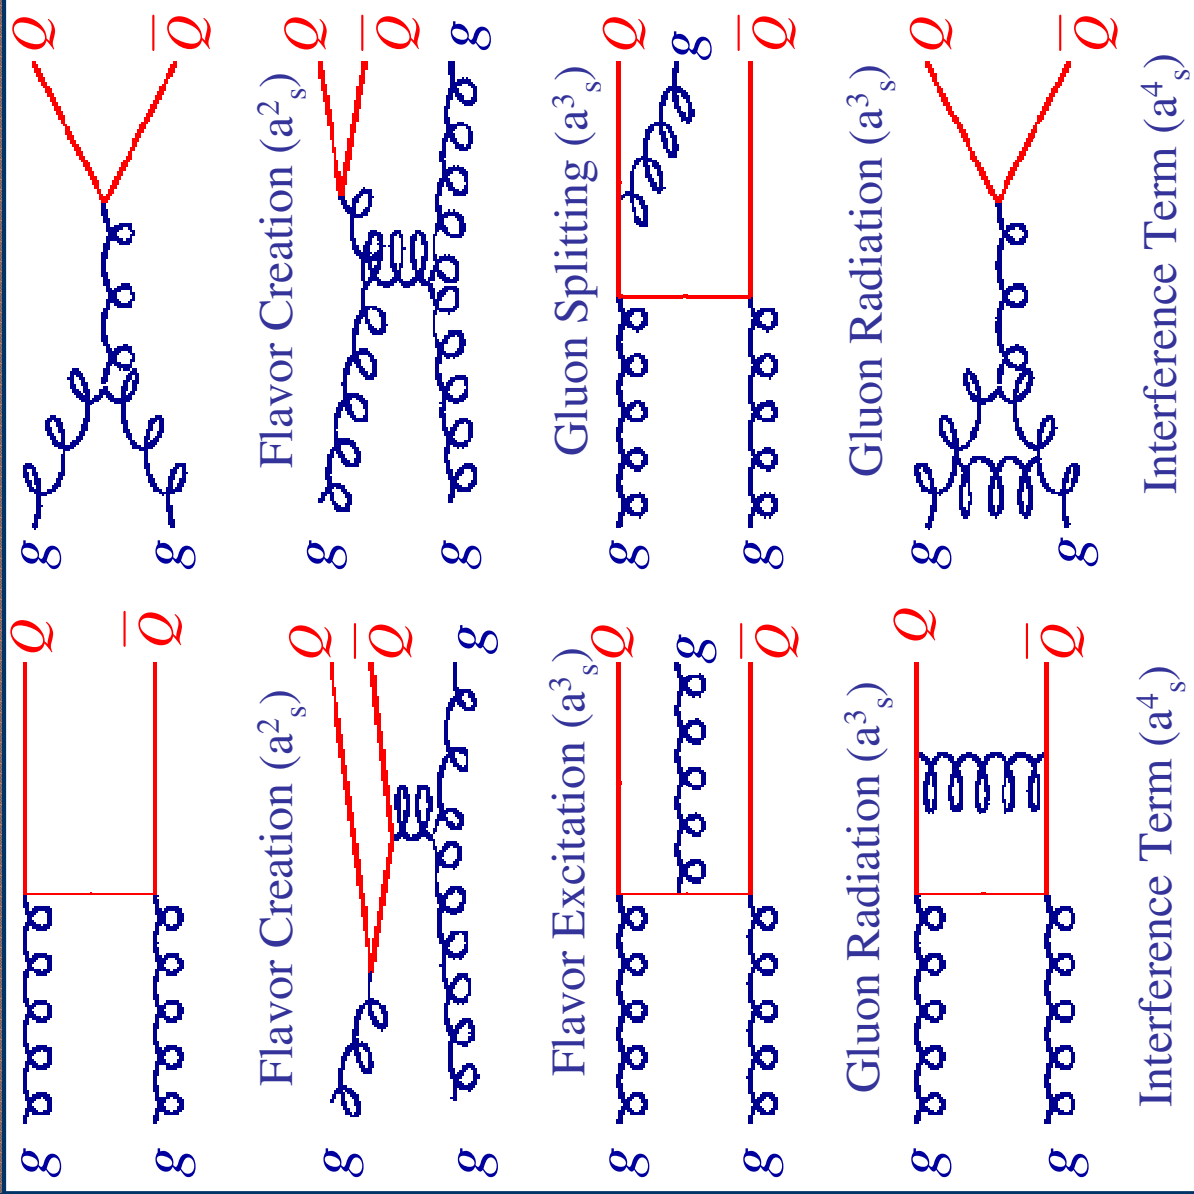 g Q g Q
g Q̄ g Q̄
Flavor Creation (a²ₛ) Flavor Creation (a²ₛ)
g Q g Q
Q̄ Q̄
g g g g
Flavor Excitation (a³ₛ) Gluon Splitting (a³ₛ)
g Q g Q
g g
g Q̄ g Q̄
Gluon Radiation (a³ₛ) Gluon Radiation (a³ₛ)
g Q g Q
g Q̄ g Q̄
Interference Term (a⁴ₛ) Interference Term (a⁴ₛ)